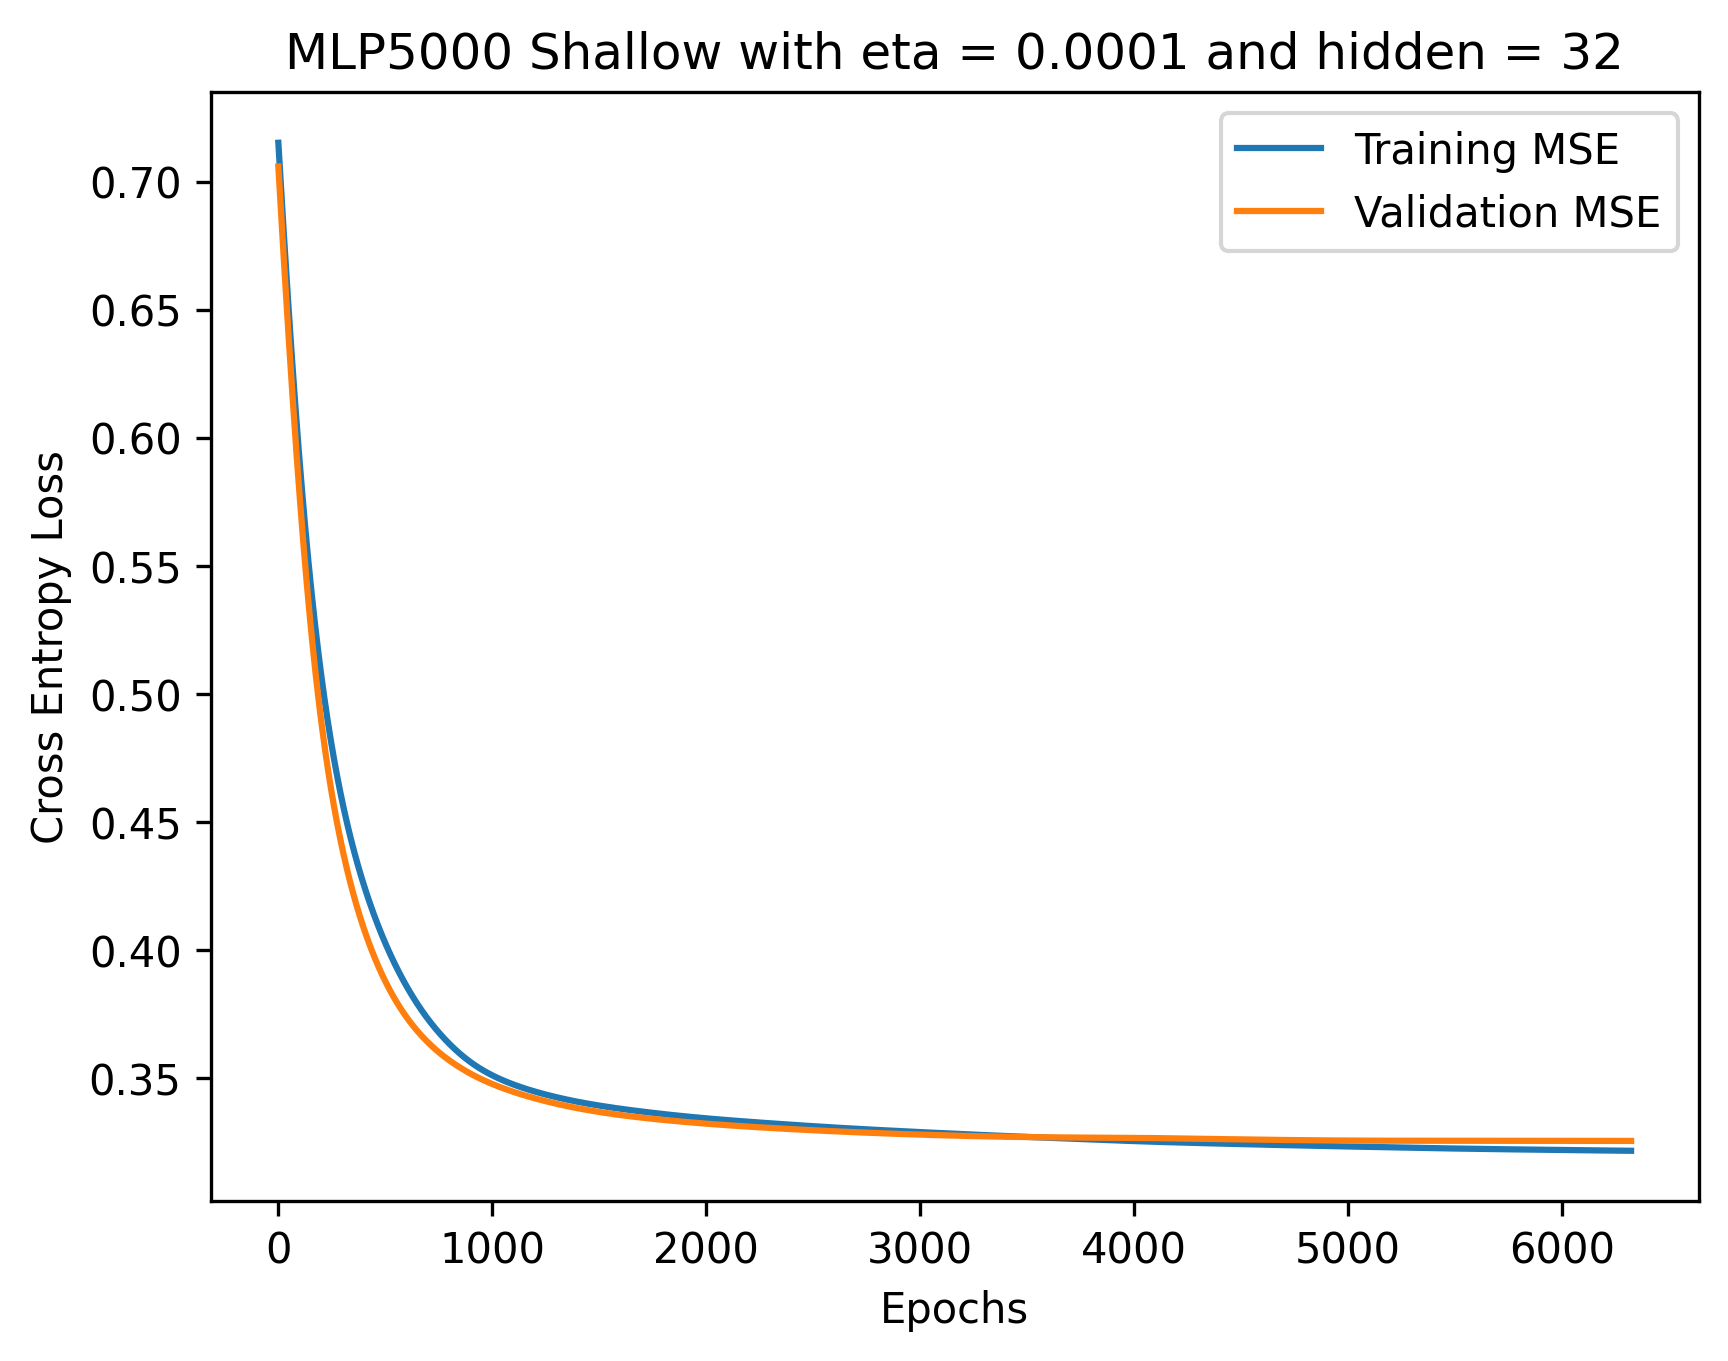 MLP5000 Shallow with eta = 0.0001 and hidden = 32
Training MSE
Validation MSE
0.70
0.65
0.60
0.55
0.50
0.45
0.40
0.35
Cross Entropy Loss
0 1000 2000 3000 4000 5000 6000
Epochs